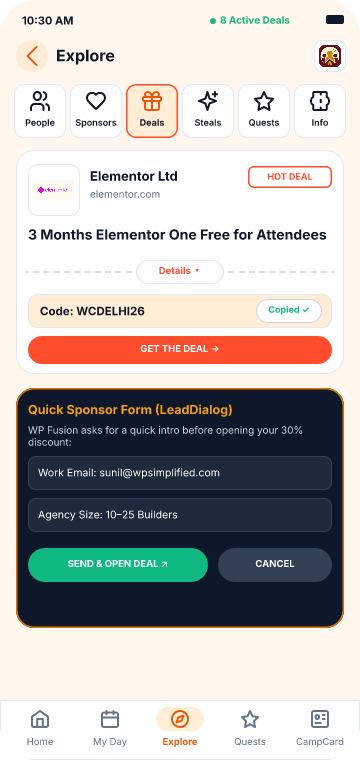 10:30 AM
8 Active Deals
Explore
People
Sponsors
Deals
Steals
Quests
Info
elementor
Elementor Ltd
elementor.com
HOT DEAL
3 Months Elementor One Free for Attendees
Details
Code: WCDELHI26
Copied ✓
GET THE DEAL →
Quick Sponsor Form (LeadDialog)
WP Fusion asks for a quick intro before opening your 30%
discount:
Work Email: sunil@wpsimplified.com
Agency Size: 10–25 Builders
SEND & OPEN DEAL ↗
CANCEL
Home
My Day
Explore
Quests
CampCard